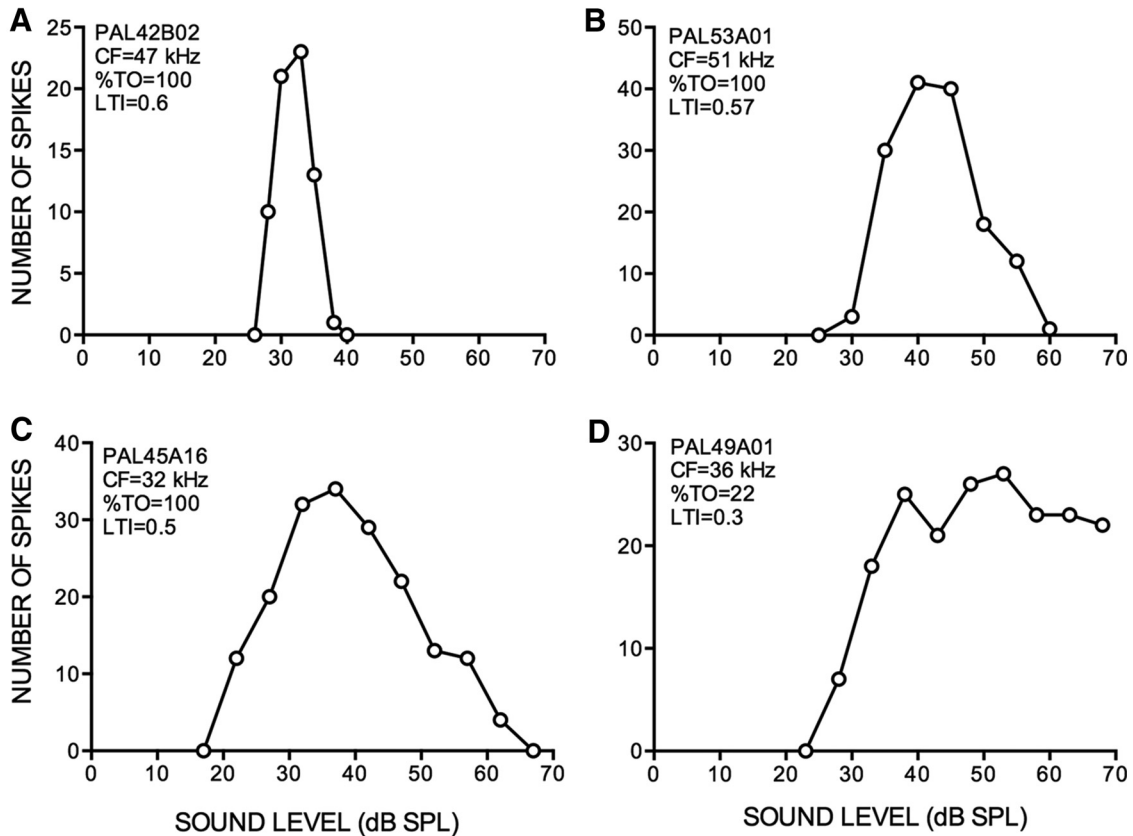 A
PAL42B02
CF=47 kHz
%TO=100
LTI=0.6
NUMBER OF SPIKES
25
20
15
10
5
0
0 10 20 30 40 50 60 70
B
PAL53A01
CF=51 kHz
%TO=100
LTI=0.57
50
40
30
20
10
0
0 10 20 30 40 50 60 70
C
PAL45A16
CF=32 kHz
%TO=100
LTI=0.5
NUMBER OF SPIKES
40
30
20
10
0
0 10 20 30 40 50 60 70
SOUND LEVEL (dB SPL)
D
PAL49A01
CF=36 kHz
%TO=22
LTI=0.3
30
20
10
0
0 10 20 30 40 50 60 70
SOUND LEVEL (dB SPL)